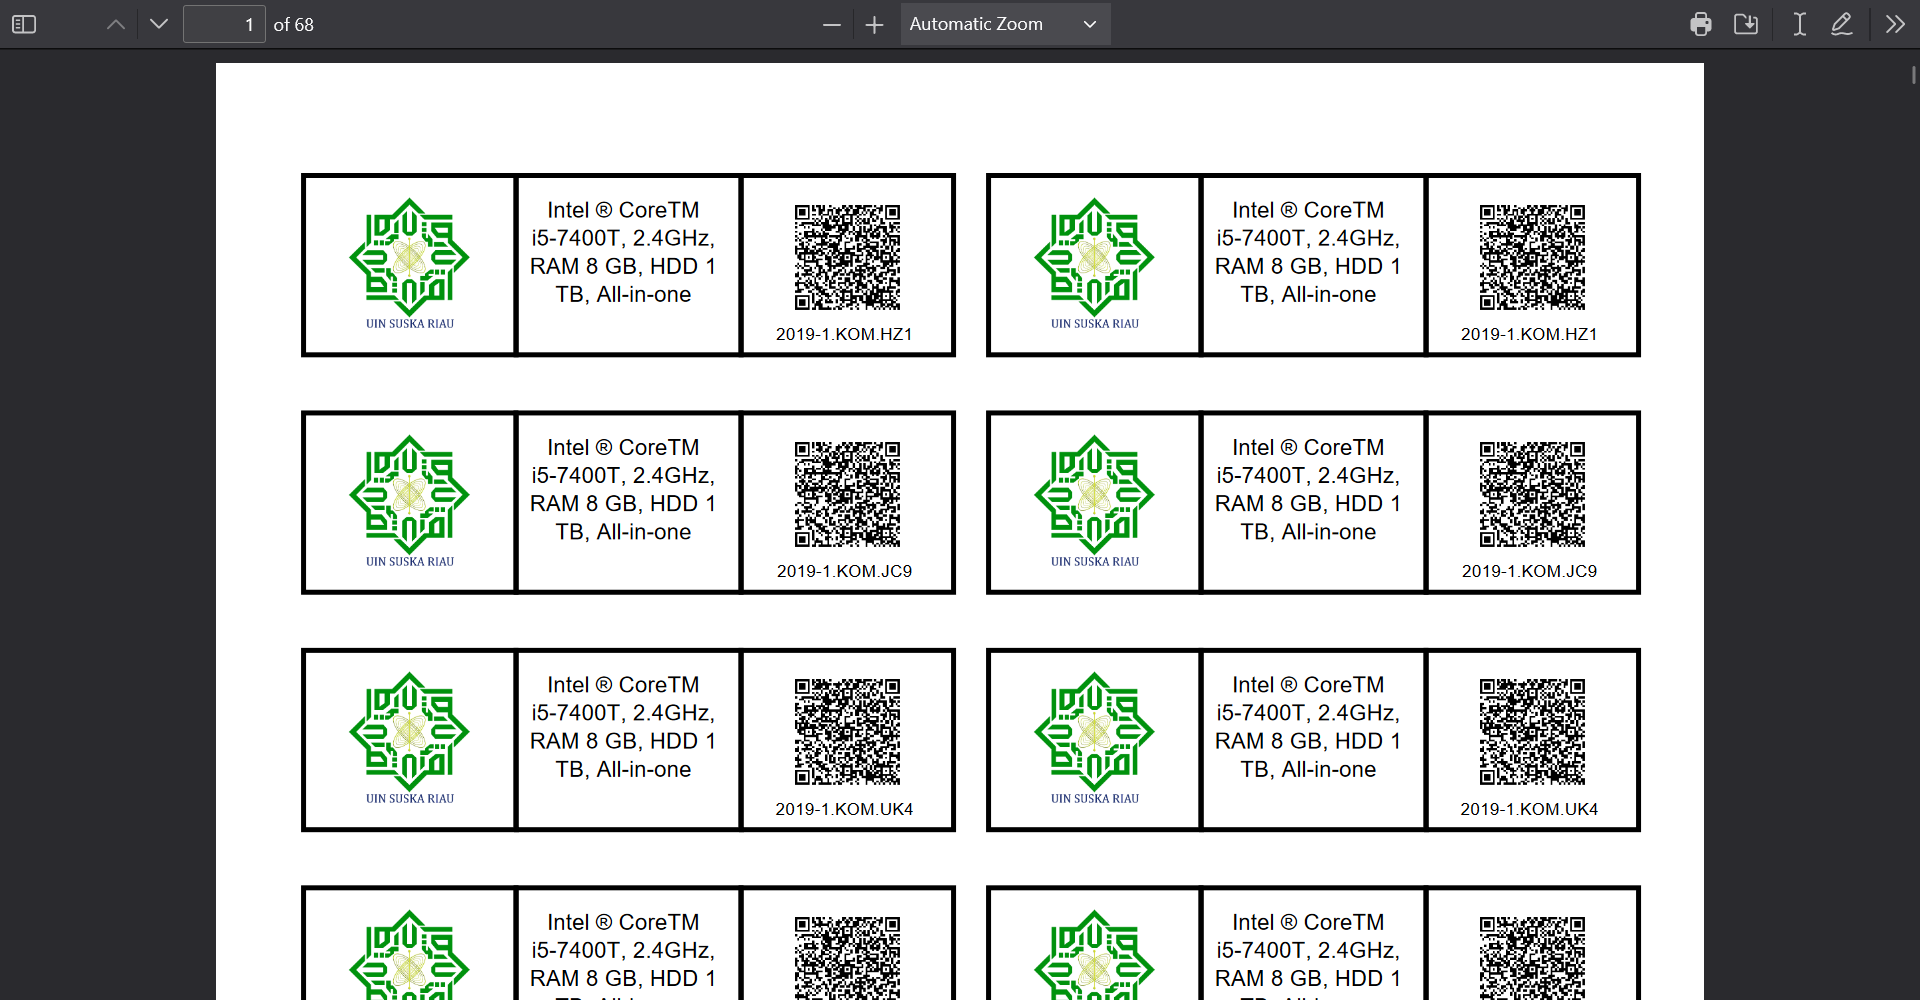 1 of 68
Automatic Zoom
Intel ® CoreTM
i5-7400T, 2.4GHz,
RAM 8 GB, HDD 1
TB, All-in-one
UIN SUSKA RIAU
2019-1.KOM.HZ1
Intel ® CoreTM
i5-7400T, 2.4GHz,
RAM 8 GB, HDD 1
TB, All-in-one
UIN SUSKA RIAU
2019-1.KOM.HZ1
Intel ® CoreTM
i5-7400T, 2.4GHz,
RAM 8 GB, HDD 1
TB, All-in-one
UIN SUSKA RIAU
2019-1.KOM.JC9
Intel ® CoreTM
i5-7400T, 2.4GHz,
RAM 8 GB, HDD 1
TB, All-in-one
UIN SUSKA RIAU
2019-1.KOM.JC9
Intel ® CoreTM
i5-7400T, 2.4GHz,
RAM 8 GB, HDD 1
TB, All-in-one
UIN SUSKA RIAU
2019-1.KOM.UK4
Intel ® CoreTM
i5-7400T, 2.4GHz,
RAM 8 GB, HDD 1
TB, All-in-one
UIN SUSKA RIAU
2019-1.KOM.UK4
Intel ® CoreTM
i5-7400T, 2.4GHz,
RAM 8 GB, HDD 1
Intel ® CoreTM
i5-7400T, 2.4GHz,
RAM 8 GB, HDD 1